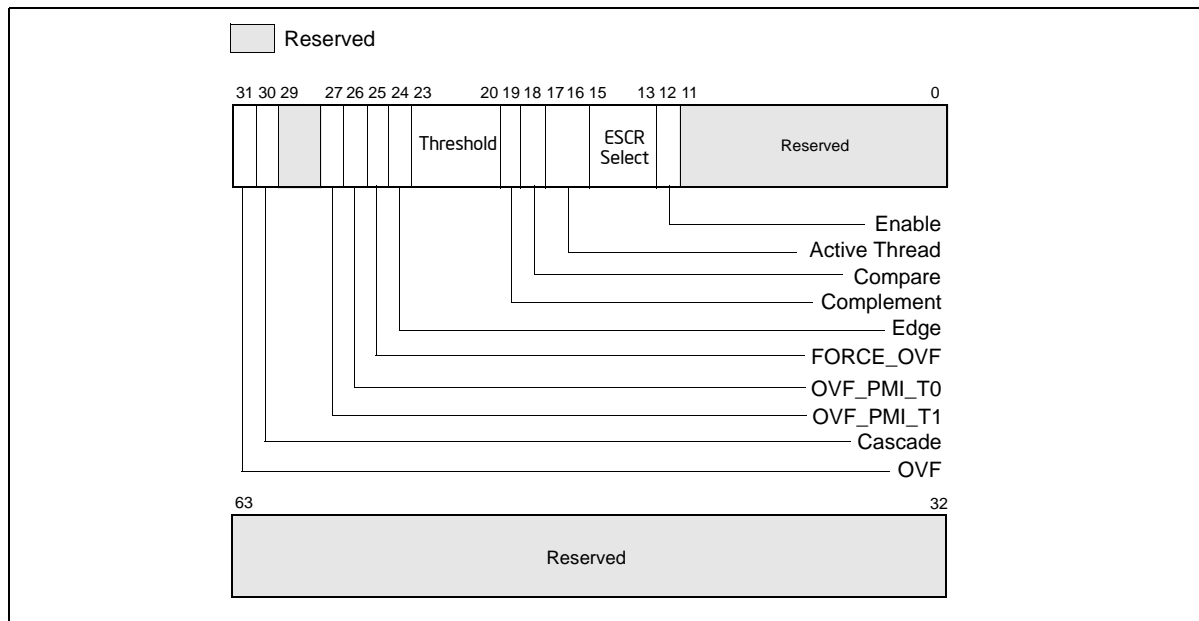 Reserved
31 30 29 27 26 25 24 23 20 19 18 17 16 15 13 12 11 0
Threshold
ESCR
Select
Reserved
Enable
Active Thread
Compare
Complement
Edge
FORCE_OVF
OVF_PMI_T0
OVF_PMI_T1
Cascade
OVF
63 32
Reserved